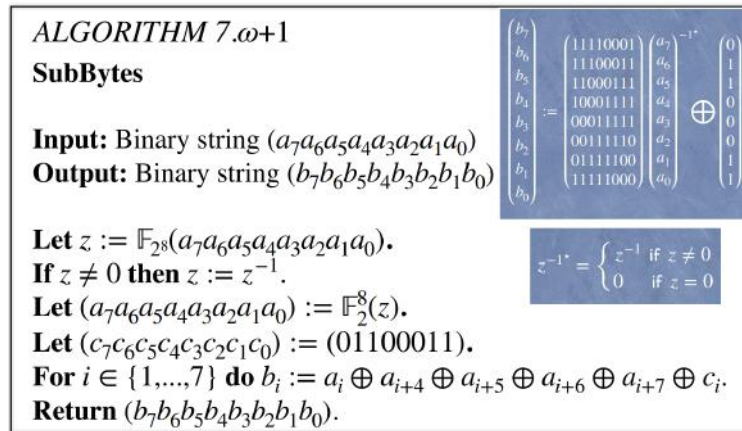 ALGORITHM 7.ω+1
SubBytes
Input: Binary string (a₇a₆a₅a₄a₃a₂a₁a₀)
Output: Binary string (b₇b₆b₅b₄b₃b₂b₁b₀)
Let z := 𝔽₂⁸(a₇a₆a₅a₄a₃a₂a₁a₀).
If z ≠ 0 then z := z⁻¹.
Let (a₇a₆a₅a₄a₃a₂a₁a₀) := 𝔽₂⁸(z).
Let (c₇c₆c₅c₄c₃c₂c₁c₀) := (01100011).
For i ∈ {1,...,7} do bᵢ := aᵢ ⊕ aᵢ₊₄ ⊕ aᵢ₊₅ ⊕ aᵢ₊₆ ⊕ aᵢ₊₇ ⊕ cᵢ.
Return (b₇b₆b₅b₄b₃b₂b₁b₀).
b₇ 11110001 a₇ -1* 0
b₆ 11100011 a₆ 1
b₅ 11000111 a₅ 1
b₄ := 10001111 a₄ ⊕ 0
b₃ 00011111 a₃ 0
b₂ 00111110 a₂ 0
b₁ 01111100 a₁ 1
b₀ 11111000 a₀ 1
z⁻¹* = { z⁻¹ if z ≠ 0
0 if z = 0